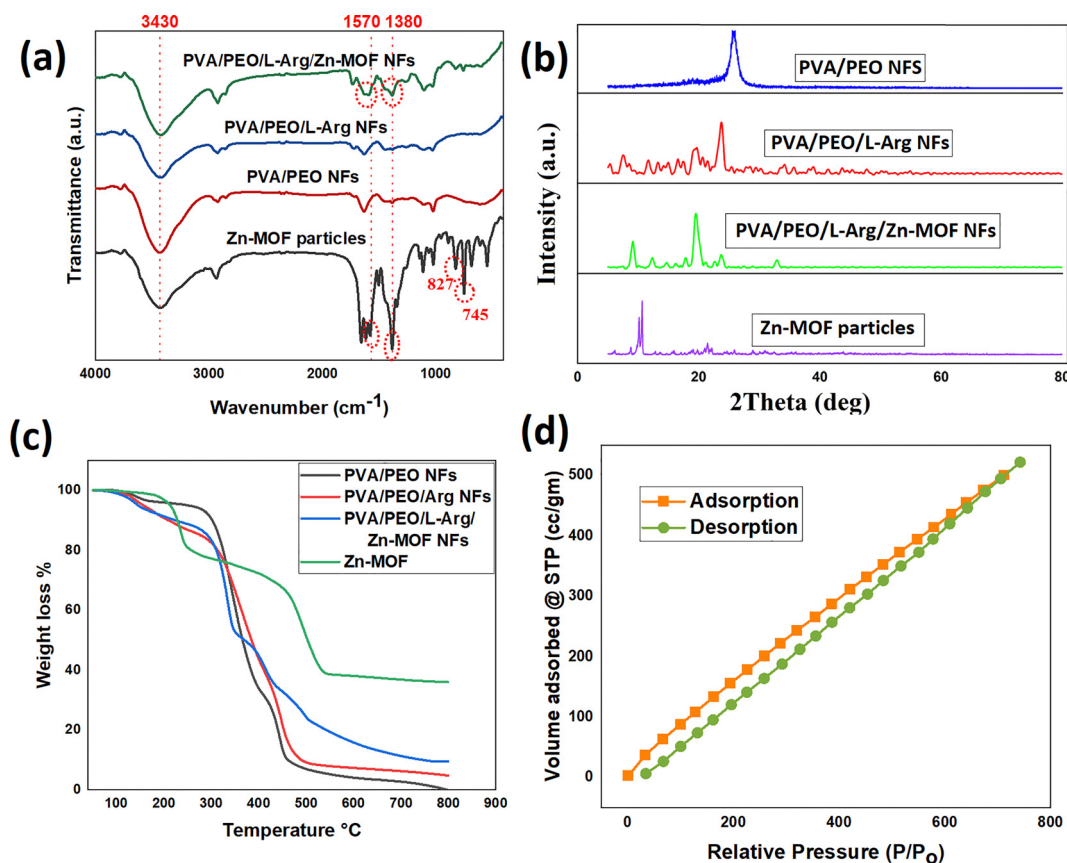 (a)
3430
1570
1380
PVA/PEO/L-Arg/Zn-MOF NFs
PVA/PEO/L-Arg NFs
PVA/PEO NFs
Zn-MOF particles
827
745
Transmittance (a.u.)
4000
3000
2000
1000
Wavenumber (cm⁻¹)
(b)
PVA/PEO NFS
PVA/PEO/L-Arg NFs
PVA/PEO/L-Arg/Zn-MOF NFs
Zn-MOF particles
Intensity (a.u.)
0
20
40
60
80
2Theta (deg)
(c)
PVA/PEO NFs
PVA/PEO/Arg NFs
PVA/PEO/L-Arg/
Zn-MOF NFs
Zn-MOF
Weight loss %
100
80
60
40
20
0
100
200
300
400
500
600
700
800
900
Temperature °C
(d)
Adsorption
Desorption
Volume adsorbed @ STP (cc/gm)
500
400
300
200
100
0
0
200
400
600
800
Relative Pressure (P/Po)